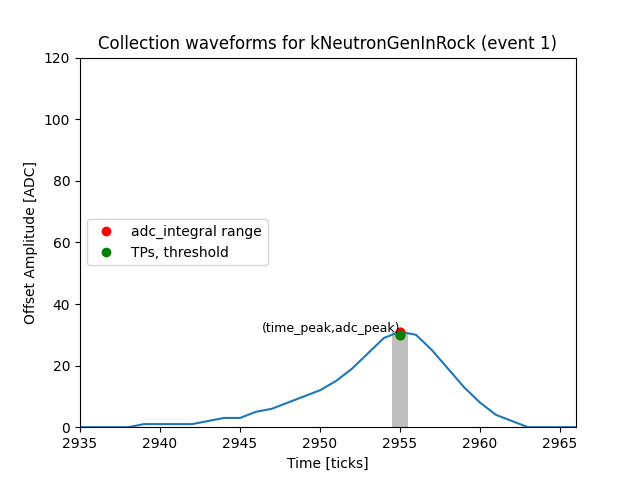 Collection waveforms for kNeutronGenInRock (event 1)
120
100
80
60
40
20
0
Offset Amplitude [ADC]
adc_integral range
TPs, threshold
(time_peak,adc_peak)
2935 2940 2945 2950 2955 2960 2965
Time [ticks]